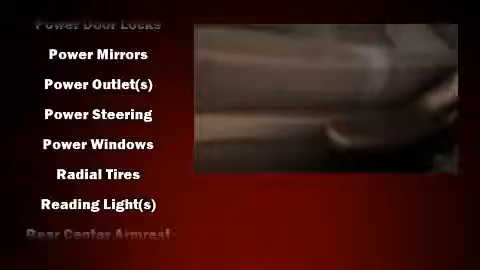 Power Door Locks
Power Mirrors
Power Outlet(s)
Power Steering
Power Windows
Radial Tires
Reading Light(s)
Rear Center Armrest